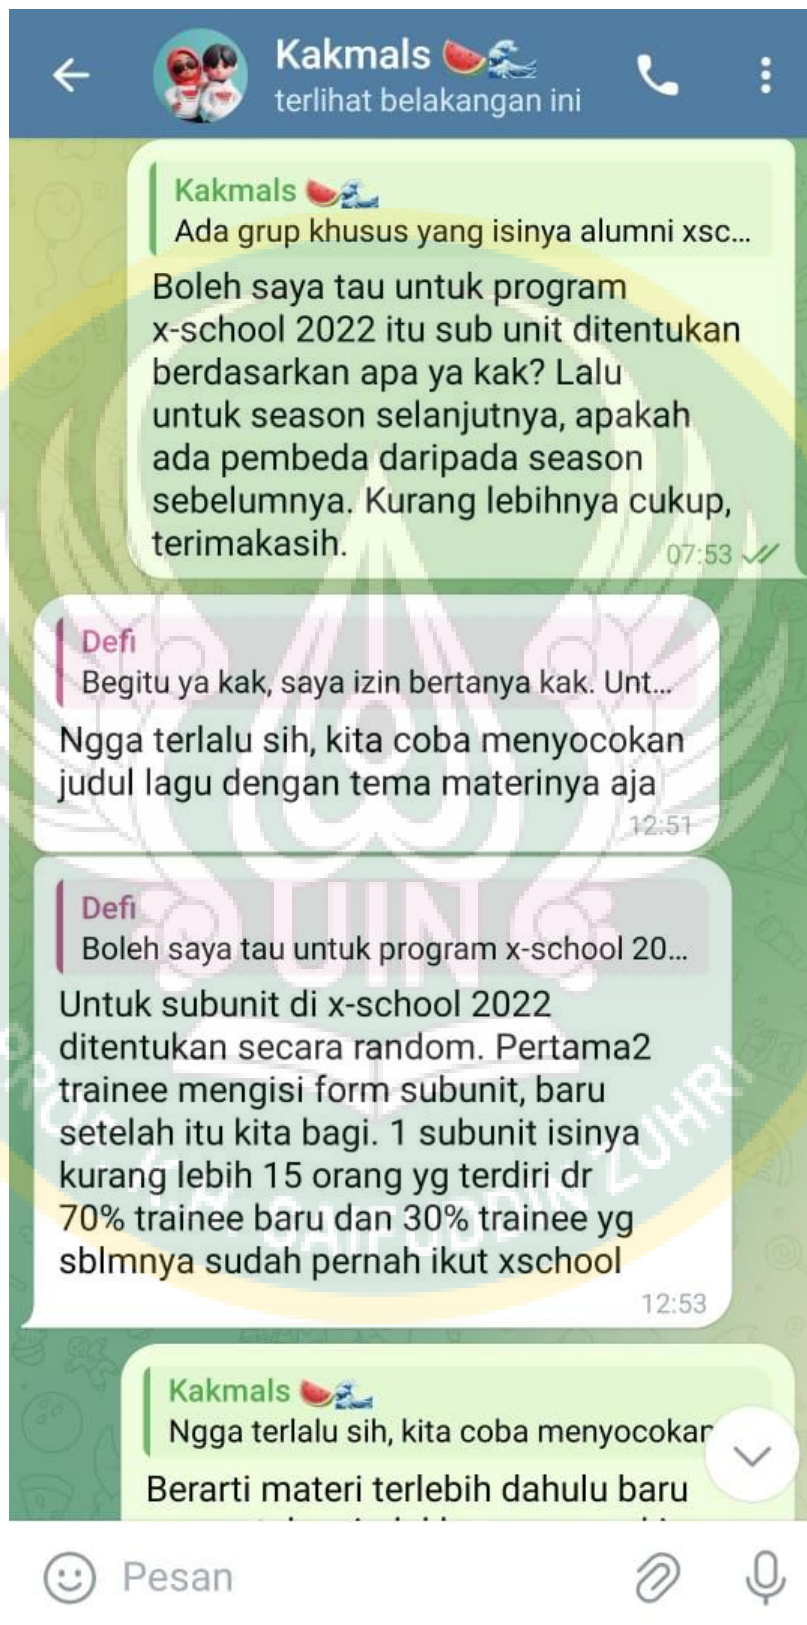 Kakmals 🍉🌊
terlihat belakangan ini
Kakmals 🍉🌊
Ada grup khusus yang isinya alumni xsc...
Boleh saya tau untuk program
x-school 2022 itu sub unit ditentukan
berdasarkan apa ya kak? Lalu
untuk season selanjutnya, apakah
ada pembeda daripada season
sebelumnya. Kurang lebihnya cukup,
terimakasih.
07:53
Defi
Begitu ya kak, saya izin bertanya kak. Unt...
Ngga terlalu sih, kita coba menyocokan
judul lagu dengan tema materinya aja
12:51
Defi
Boleh saya tau untuk program x-school 20...
Untuk subunit di x-school 2022
ditentukan secara random. Pertama2
trainee mengisi form subunit, baru
setelah itu kita bagi. 1 subunit isinya
kurang lebih 15 orang yg terdiri dr
70% trainee baru dan 30% trainee yg
sblmnya sudah pernah ikut xschool
12:53
Kakmals 🍉🌊
Ngga terlalu sih, kita coba menyocokan
Berarti materi terlebih dahulu baru
Pesan
UIN
PROF. K.H. SAIFUDDIN ZUHRI